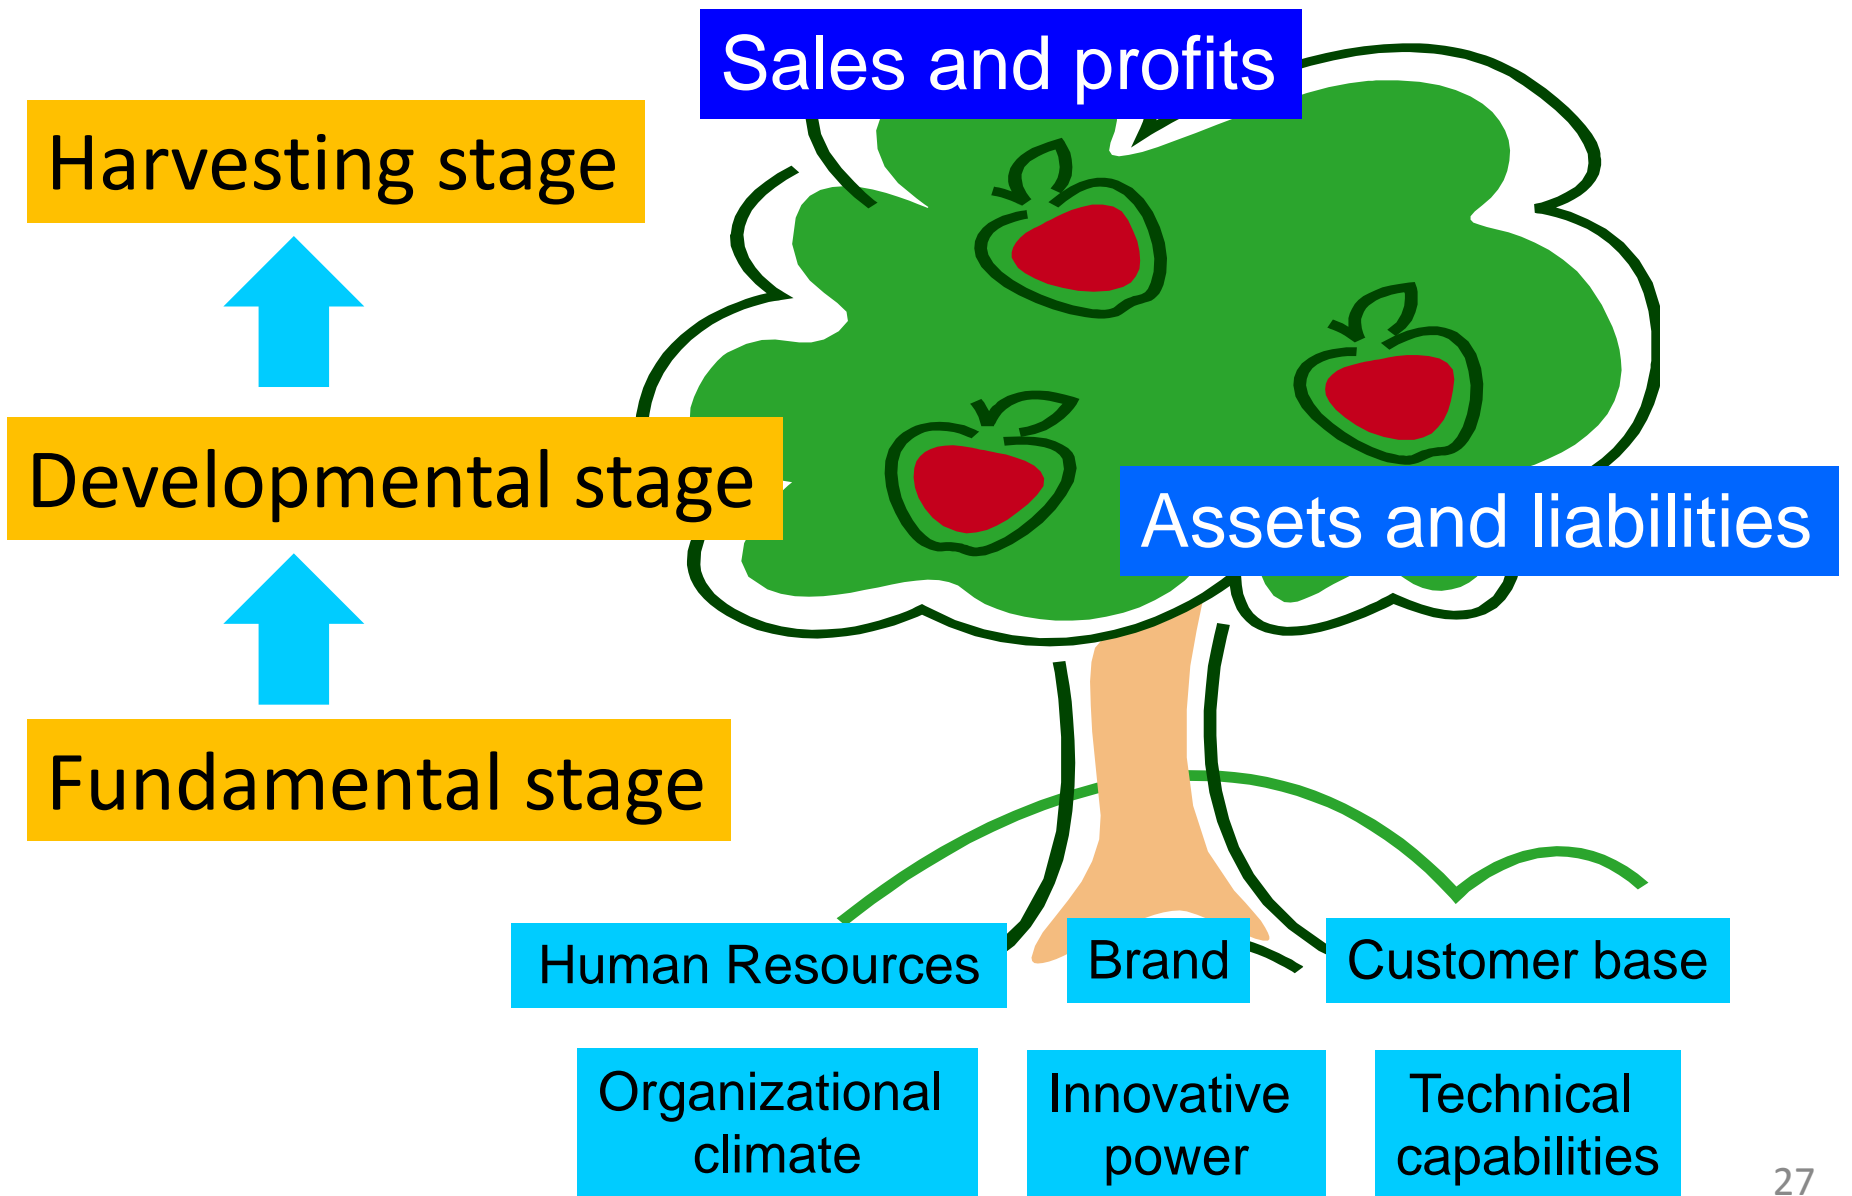 Sales and profits
Harvesting stage
Developmental stage
Assets and liabilities
Fundamental stage
Human Resources
Brand
Customer base
Organizational
climate
Innovative
power
Technical
capabilities
27